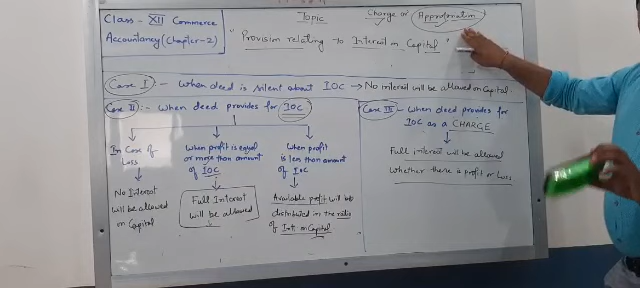 Class - XII Commerce
Accountancy (Chapter-2)
Topic
Charge or Appropriation
"Provision relating to Interest on Capital"
Case I :- When deed is silent about IOC → No interest will be allowed on Capital.
Case II :- When deed provides for IOC
In Case of Loss
No Interest will be allowed on Capital
When profit is equal or more than amount of IOC
Full Interest will be allowed
When profit is less than amount of IOC
Available profit will be distributed in the ratio of Int. on Capital
Case III :- When deed provides for IOC as a CHARGE
Full interest will be allowed whether there is profit or Loss